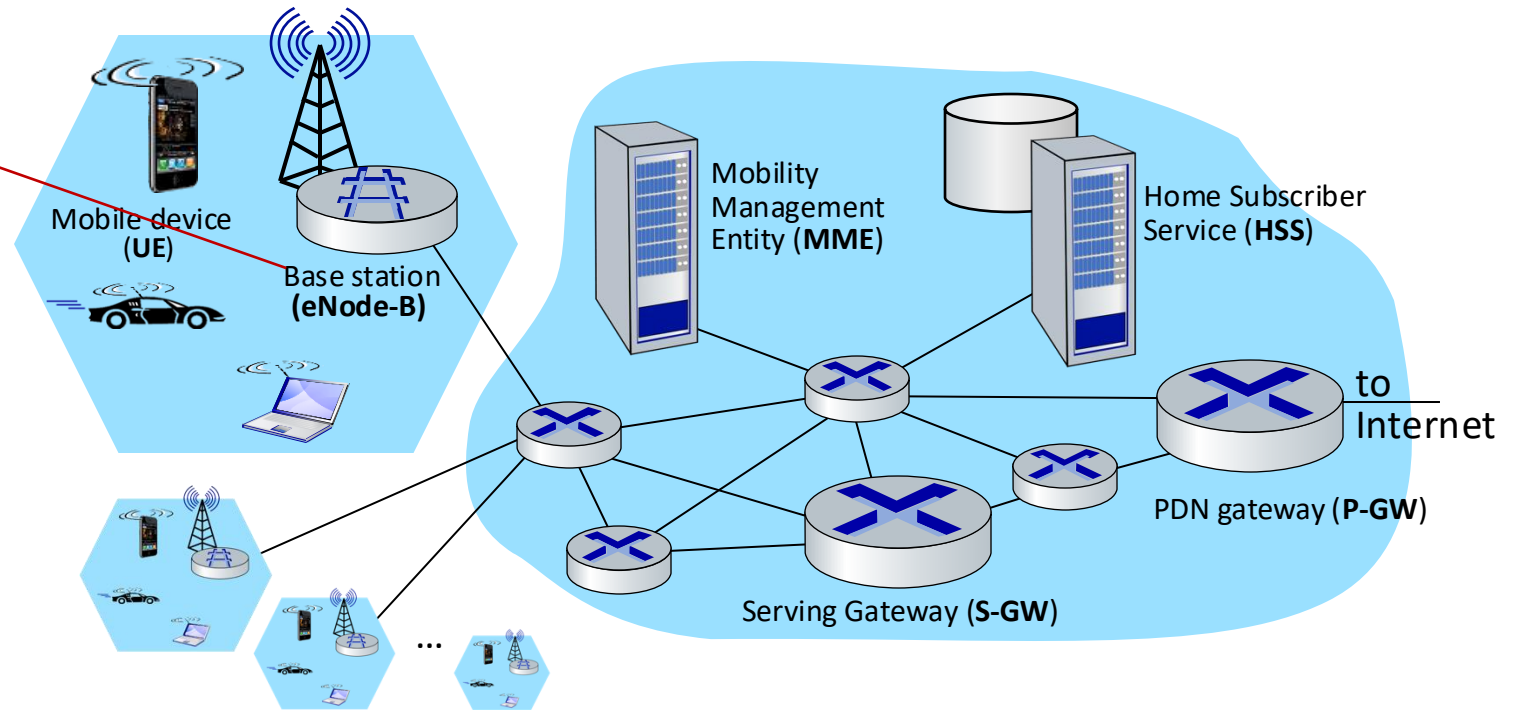 Mobile device
(UE)
Base station
(eNode-B)
Mobility
Management
Entity (MME)
Home Subscriber
Service (HSS)
to
Internet
PDN gateway (P-GW)
Serving Gateway (S-GW)
...